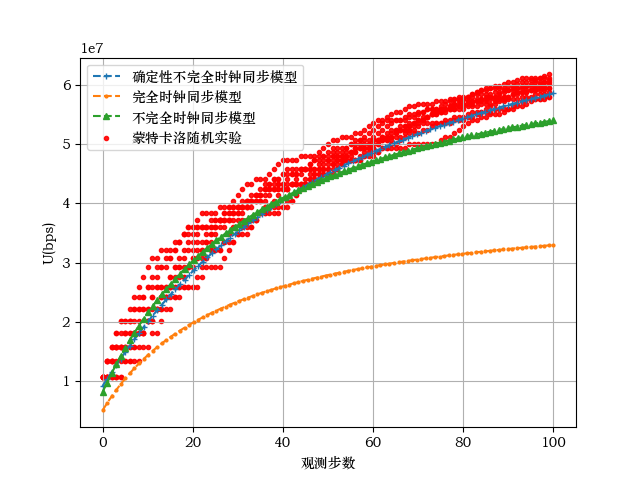 1e7
确定性不完全时钟同步模型
完全时钟同步模型
不完全时钟同步模型
蒙特卡洛随机实验
6
5
4
3
2
1
U(bps)
0 20 40 60 80 100
观测步数